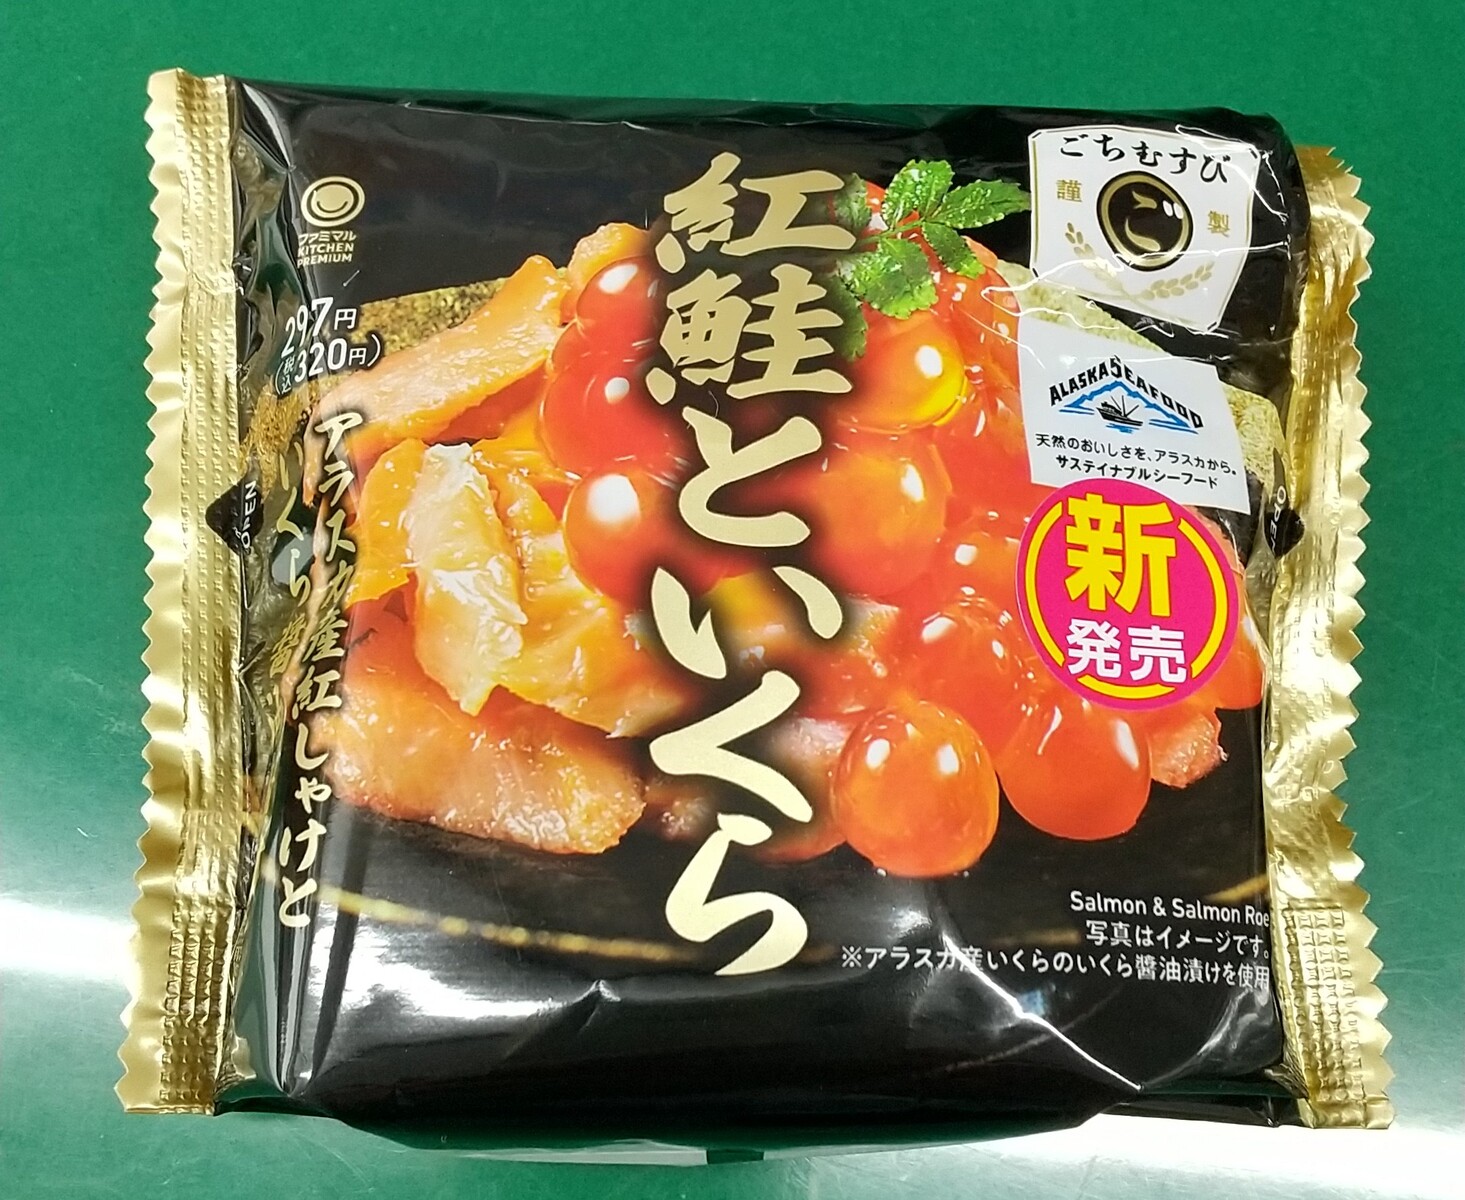 ファミマル
KITCHEN
PREMIUM
297円
(税込320円)
紅鮭といくら
アラスカ産紅しゃけと
いくら醤油
ごちむすび
謹製
ご
ALASKA SEAFOOD
天然のおいしさを、アラスカから。
サステイナブルシーフード
新
発売
OPEN
Salmon & Salmon Roe
写真はイメージです。
※アラスカ産いくらのいくら醤油漬けを使用